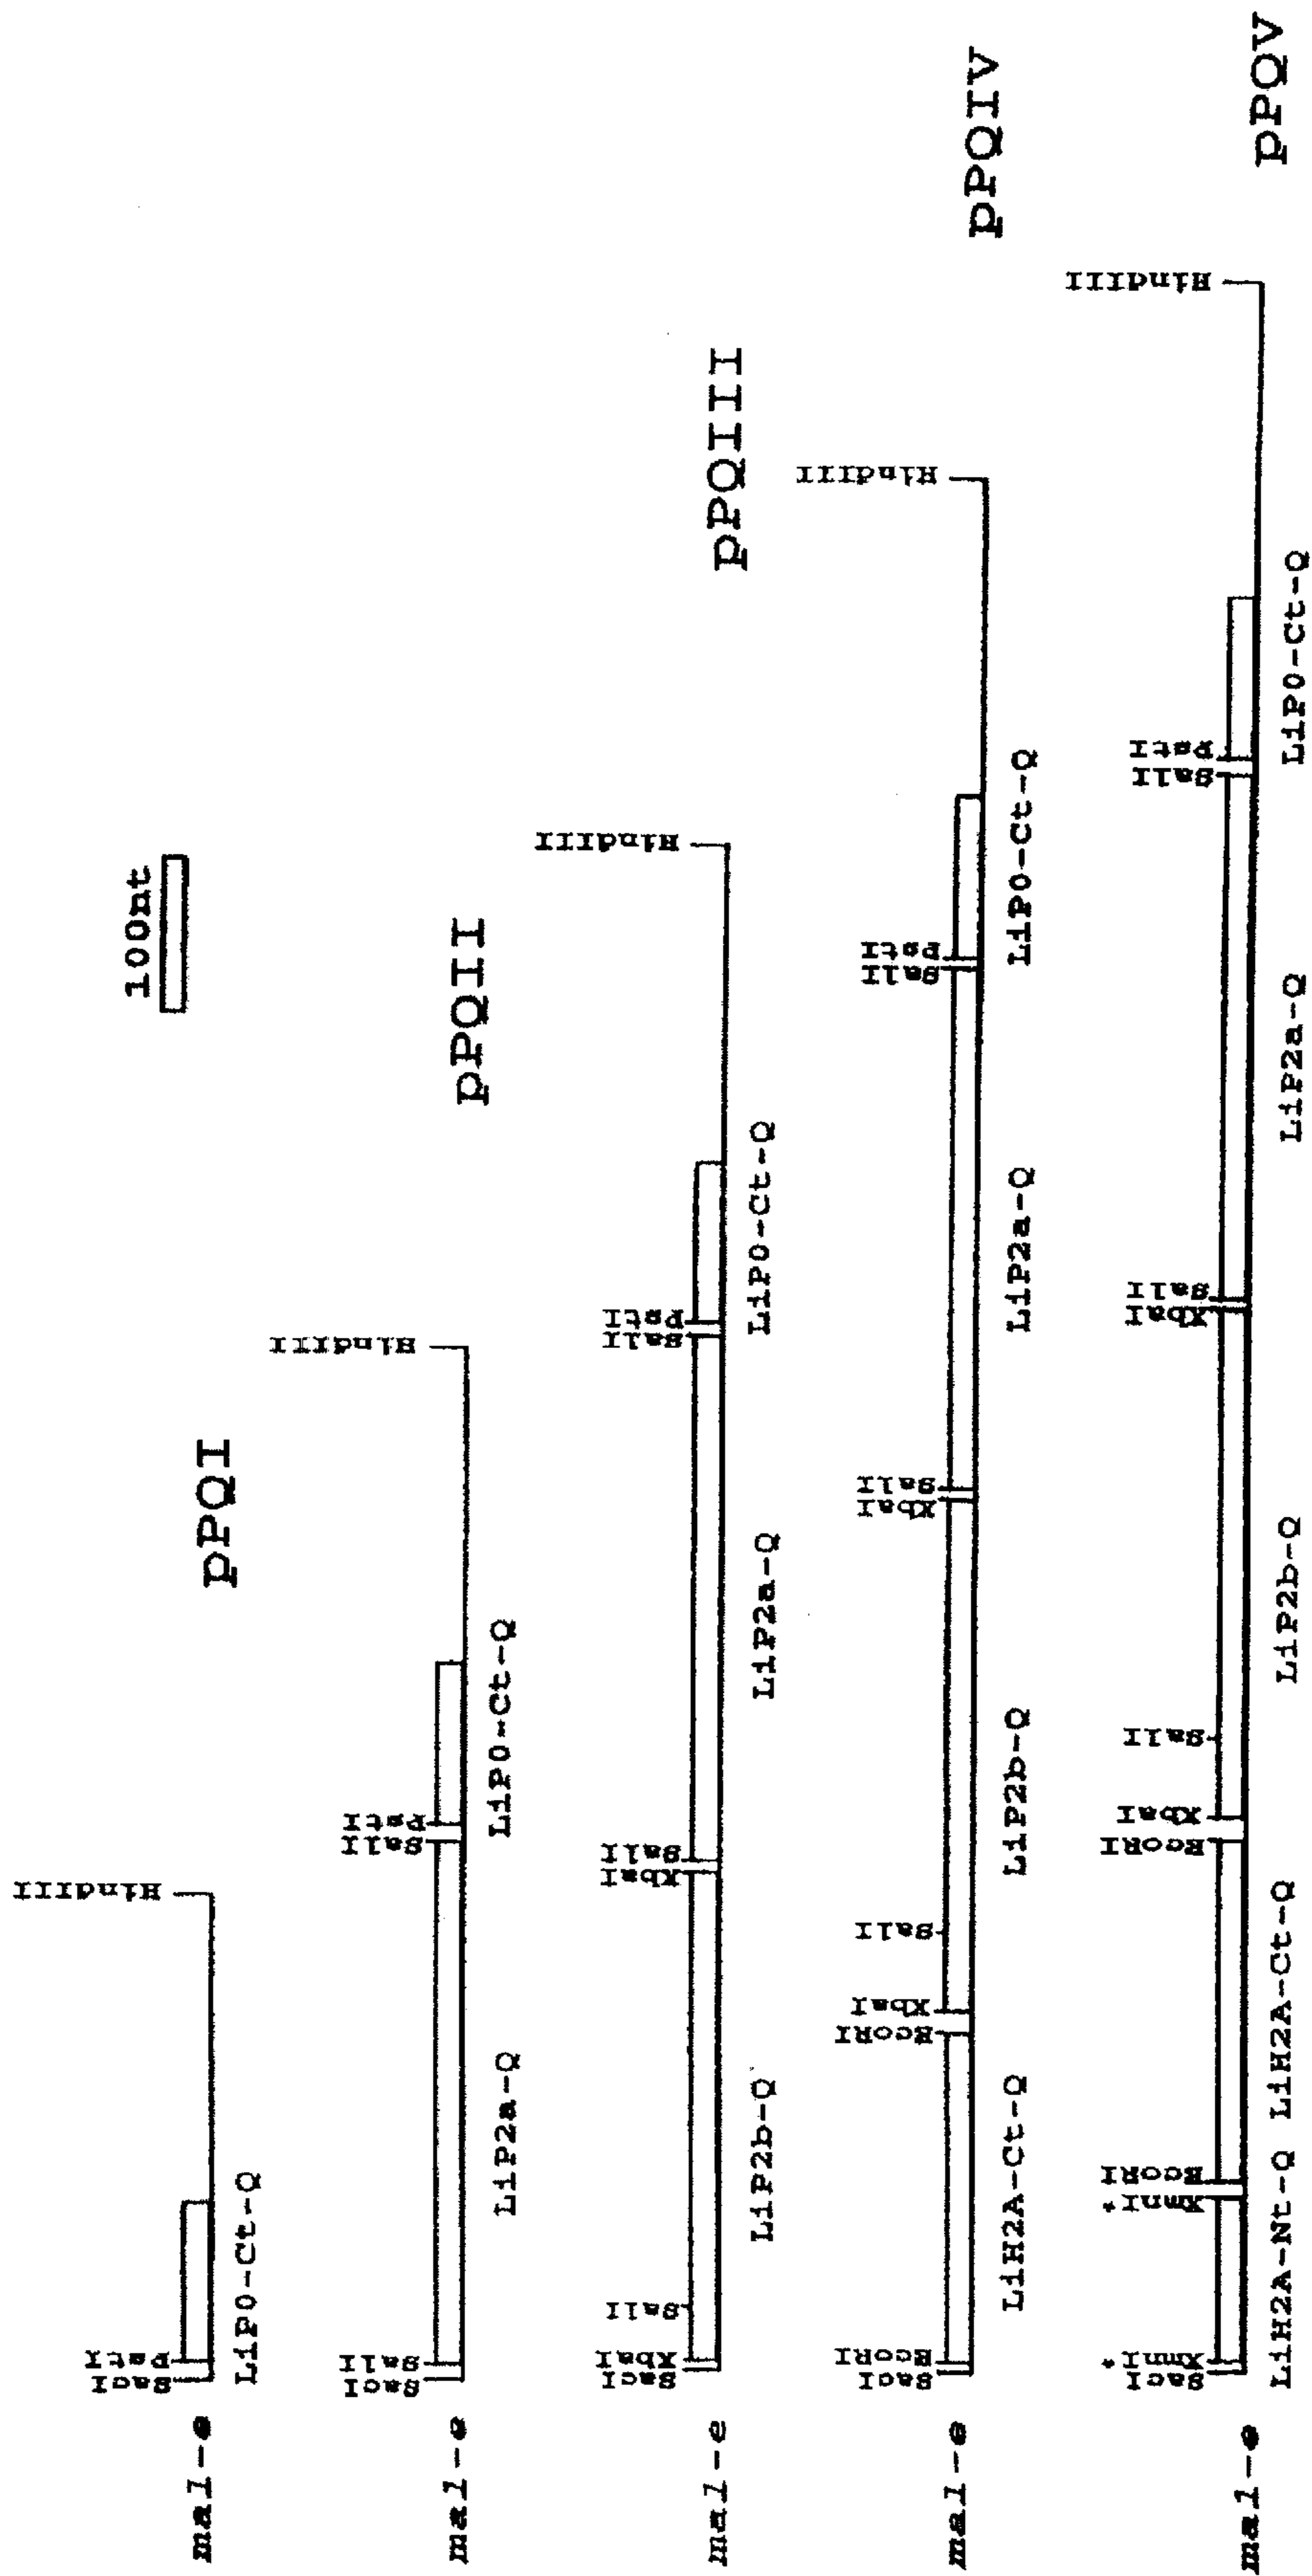 100nt
SacI PstI HindIII
mal-e
LiP0-Ct-Q
pPQI
SacI SalI SalI PstI HindIII
mal-e
LiP2a-Q LiP0-Ct-Q
pPQII
SacI XbaI SalI XbaI SalI SalI PstI HindIII
mal-e
LiP2b-Q LiP2a-Q LiP0-Ct-Q
pPQIII
SacI EcoRI EcoRI XbaI SalI XbaI SalI SalI PstI HindIII
mal-e
LiH2A-Ct-Q LiP2b-Q LiP2a-Q LiP0-Ct-Q
pPQIV
SacI XmnI* XmnI* EcoRI EcoRI XbaI SalI XbaI SalI SalI PstI HindIII
mal-e
LiH2A-Nt-Q LiH2A-Ct-Q LiP2b-Q LiP2a-Q LiP0-Ct-Q
pPQV